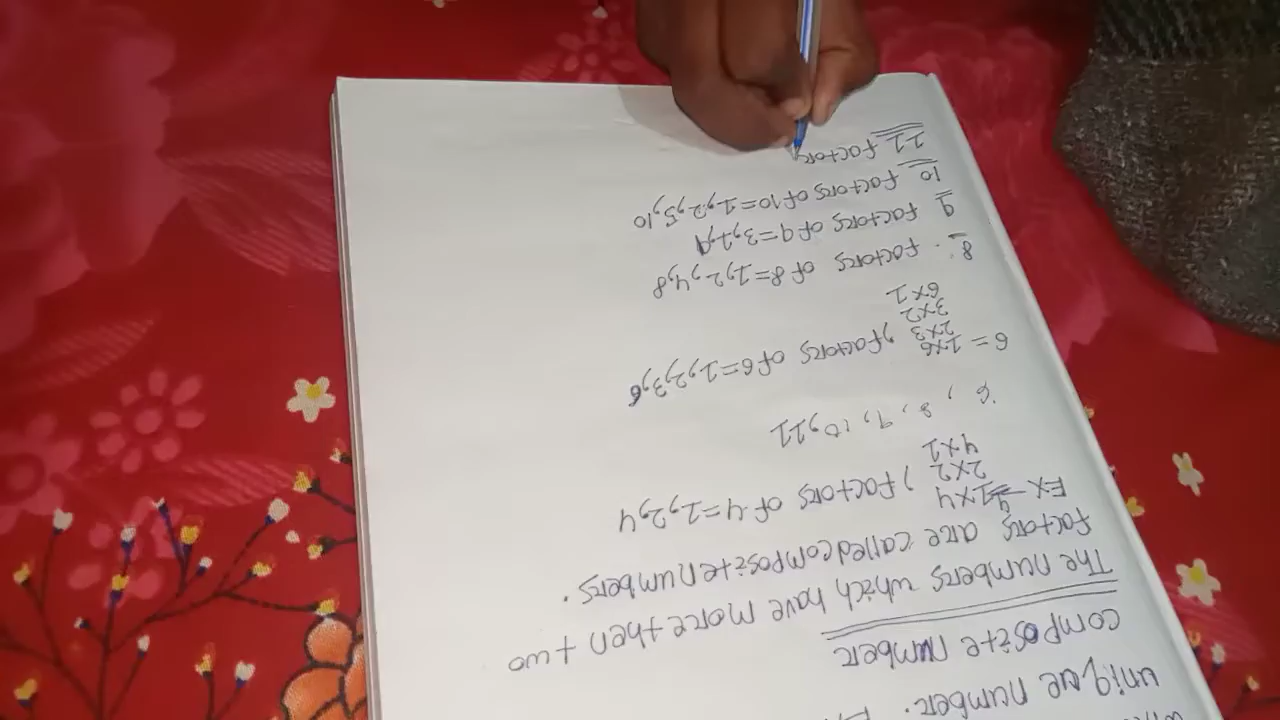 unique number.
composite number
The numbers which have more then two
factors are called composite numbers.
Ex 4 1x4
2x2 , factors of 4=1,2,4
4x1
6, 8, 9, 10, 11
6 = 1x6
2x3 , factors of 6=1,2,3,6
3x2
6x1
8. factors of 8=1,2,4,8
9 factors of 9=3,1,9
10 factors of 10=1,2,5,10
11 factors